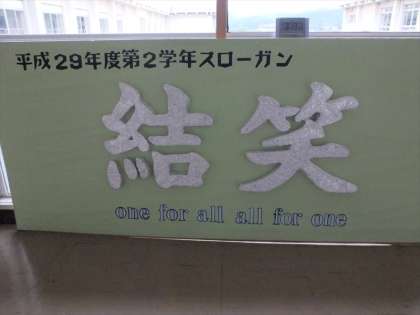 平成29年度第2学年スローガン
結笑
one for all all for one